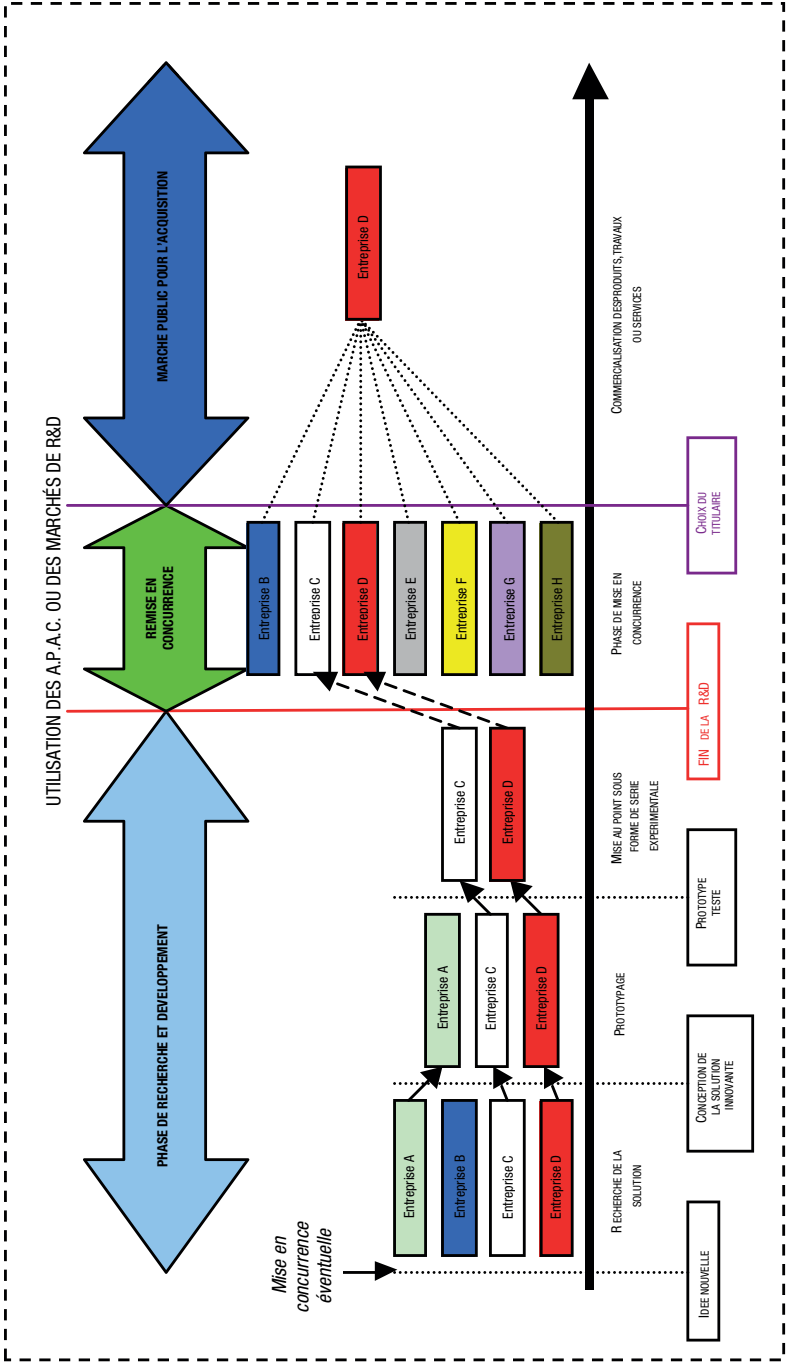 UTILISATION DES A.P.A.C. OU DES MARCHÉS DE R&D
PHASE DE RECHERCHE ET DEVELOPPEMENT
REMISE EN
CONCURRENCE
MARCHE PUBLIC POUR L'ACQUISITION
Mise en
concurrence
éventuelle
Entreprise A
Entreprise B
Entreprise C
Entreprise D
Entreprise A
Entreprise C
Entreprise D
Entreprise C
Entreprise D
Entreprise B
Entreprise C
Entreprise D
Entreprise E
Entreprise F
Entreprise G
Entreprise H
Entreprise D
RECHERCHE DE LA
SOLUTION
PROTOTYPAGE
MISE AU POINT SOUS
FORME DE SERIE
EXPERIMENTALE
PHASE DE MISE EN
CONCURRENCE
COMMERCIALISATION DESPRODUITS, TRAVAUX
OU SERVICES
IDEE NOUVELLE
CONCEPTION DE
LA SOLUTION
INNOVANTE
PROTOTYPE
TESTE
FIN DE LA R&D
CHOIX DU
TITULAIRE